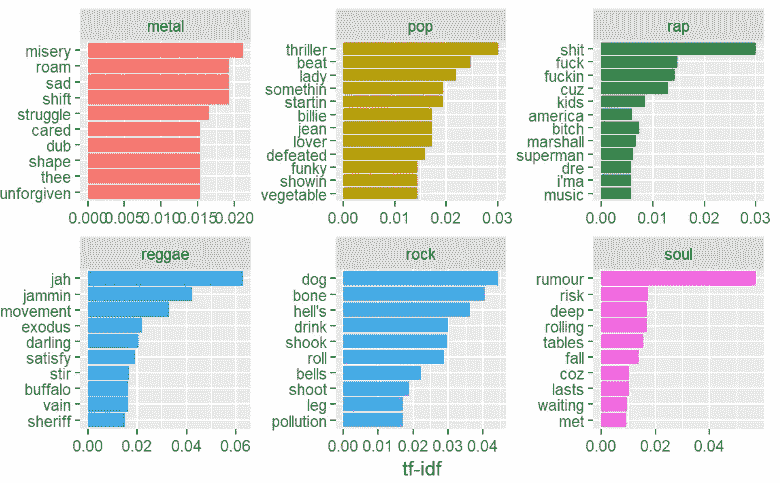 metal
misery
roam
sad
shift
struggle
cared
dub
shape
thee
unforgiven
0.000 0.005 0.010 0.015 0.020
pop
thriller
beat
lady
somethin
startin
billie
jean
lover
defeated
funky
showin
vegetable
0.00 0.01 0.02 0.03
rap
shit
fuck
fuckin
cuz
kids
america
bitch
marshall
superman
dre
i'ma
music
0.00 0.01 0.02 0.03
reggae
jah
jammin
movement
exodus
darling
satisfy
stir
buffalo
vain
sheriff
0.00 0.02 0.04 0.06
rock
dog
bone
hell's
drink
shook
roll
bells
shoot
leg
pollution
0.00 0.01 0.02 0.03 0.04
soul
rumour
risk
deep
rolling
tables
fall
coz
lasts
waiting
met
0.00 0.02 0.04
tf-idf